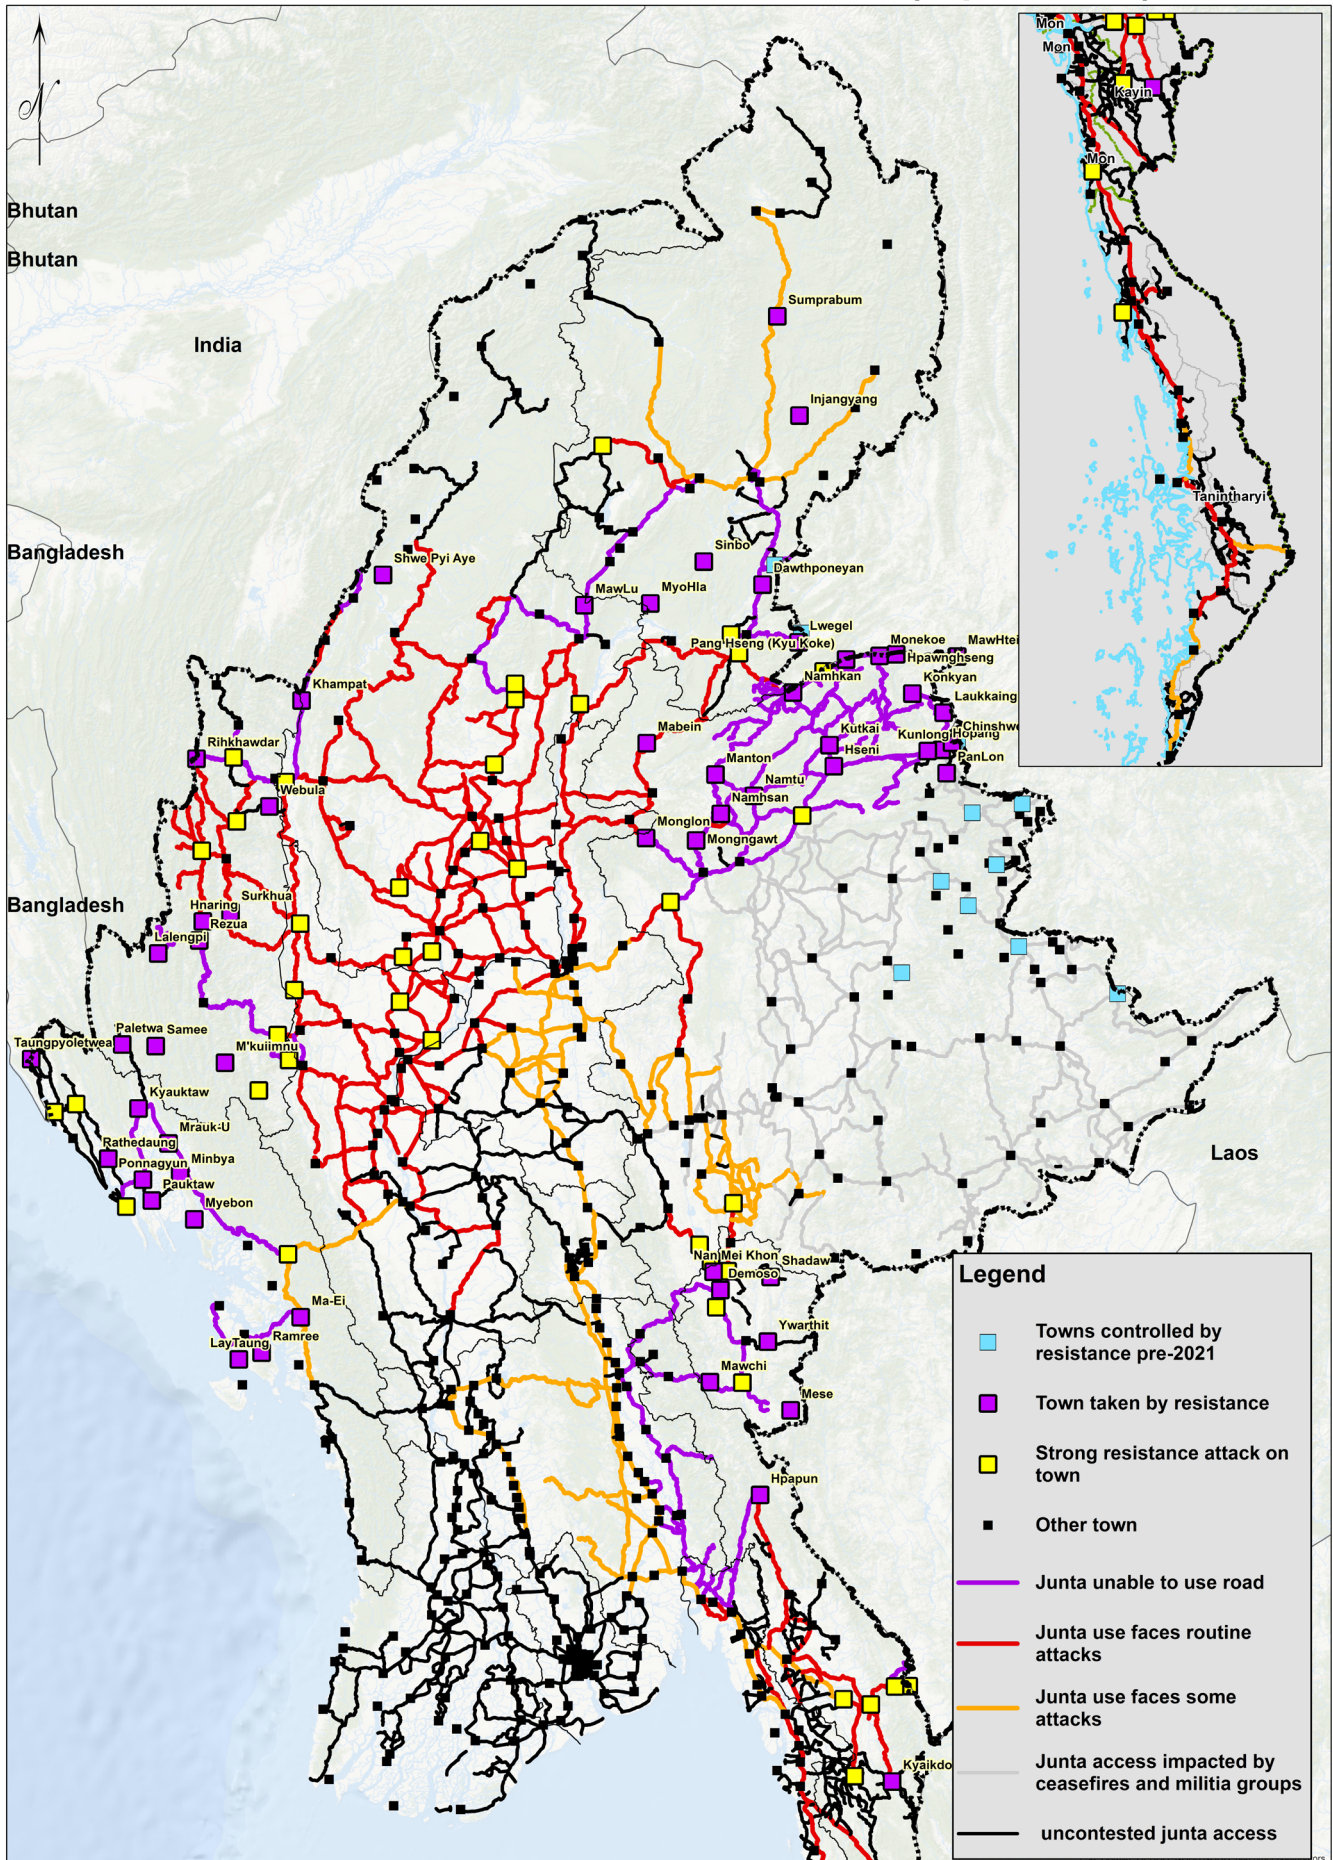 Mon
Mon
Kayin
Mon
Tanintharyi
Bhutan
Bhutan
India
Sumprabum
Injangyang
Bangladesh
Shwe Pyi Aye
Sinbo
Dawthponeyan
MawLu
MyoHla
Lwegel
Pang Hseng (Kyu Koke)
Monekoe
MawHtei
Hpawnghseng
Namhkan
Konkyan
Khampat
Laukkaing
Rihkhawdar
Mabein
Kutkai
Chinshwe
Kunlong
Hopang
Hseni
Manton
PanLon
Webula
Namtu
Namhsan
Monglon
Mongngawt
Surkhua
Hnaring
Bangladesh
Rezua
Lalengpi
Paletwa
Samee
Taungpyoletwea
M'kuiimnu
Kyauktaw
Mrauk-U
Rathedaung
Minbya
Ponnagyun
Pauktaw
Laos
Myebon
Nan Mei Khon
Shadaw
Demoso
Ma-Ei
Ywarthit
LayTaung
Ramree
Mawchi
Mese
Hpapun
Kyaikdo
Legend
Towns controlled by
resistance pre-2021
Town taken by resistance
Strong resistance attack on
town
Other town
Junta unable to use road
Junta use faces routine
attacks
Junta use faces some
attacks
Junta access impacted by
ceasefires and militia groups
uncontested junta access